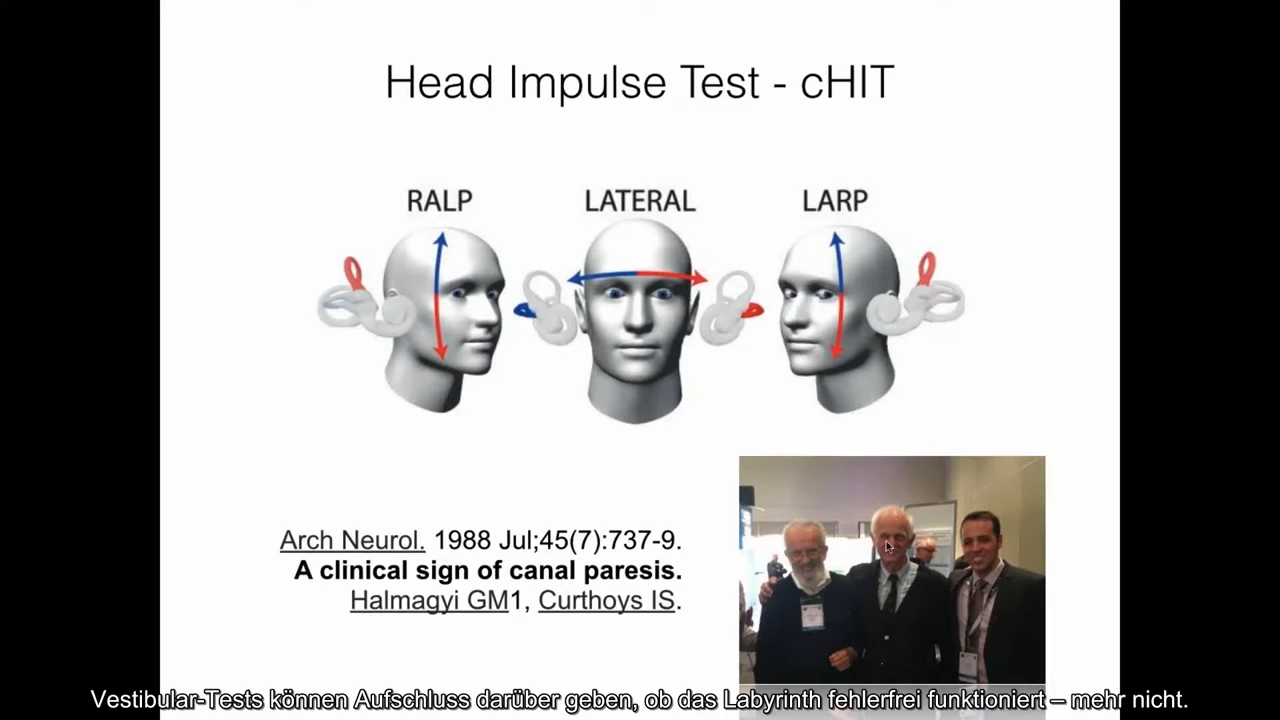 Head Impulse Test - cHIT
RALP
LATERAL
LARP
Arch Neurol. 1988 Jul;45(7):737-9.
A clinical sign of canal paresis.
Halmagyi GM1, Curthoys IS.
Vestibular-Tests können Aufschluss darüber geben, ob das Labyrinth fehlerfrei funktioniert – mehr nicht.